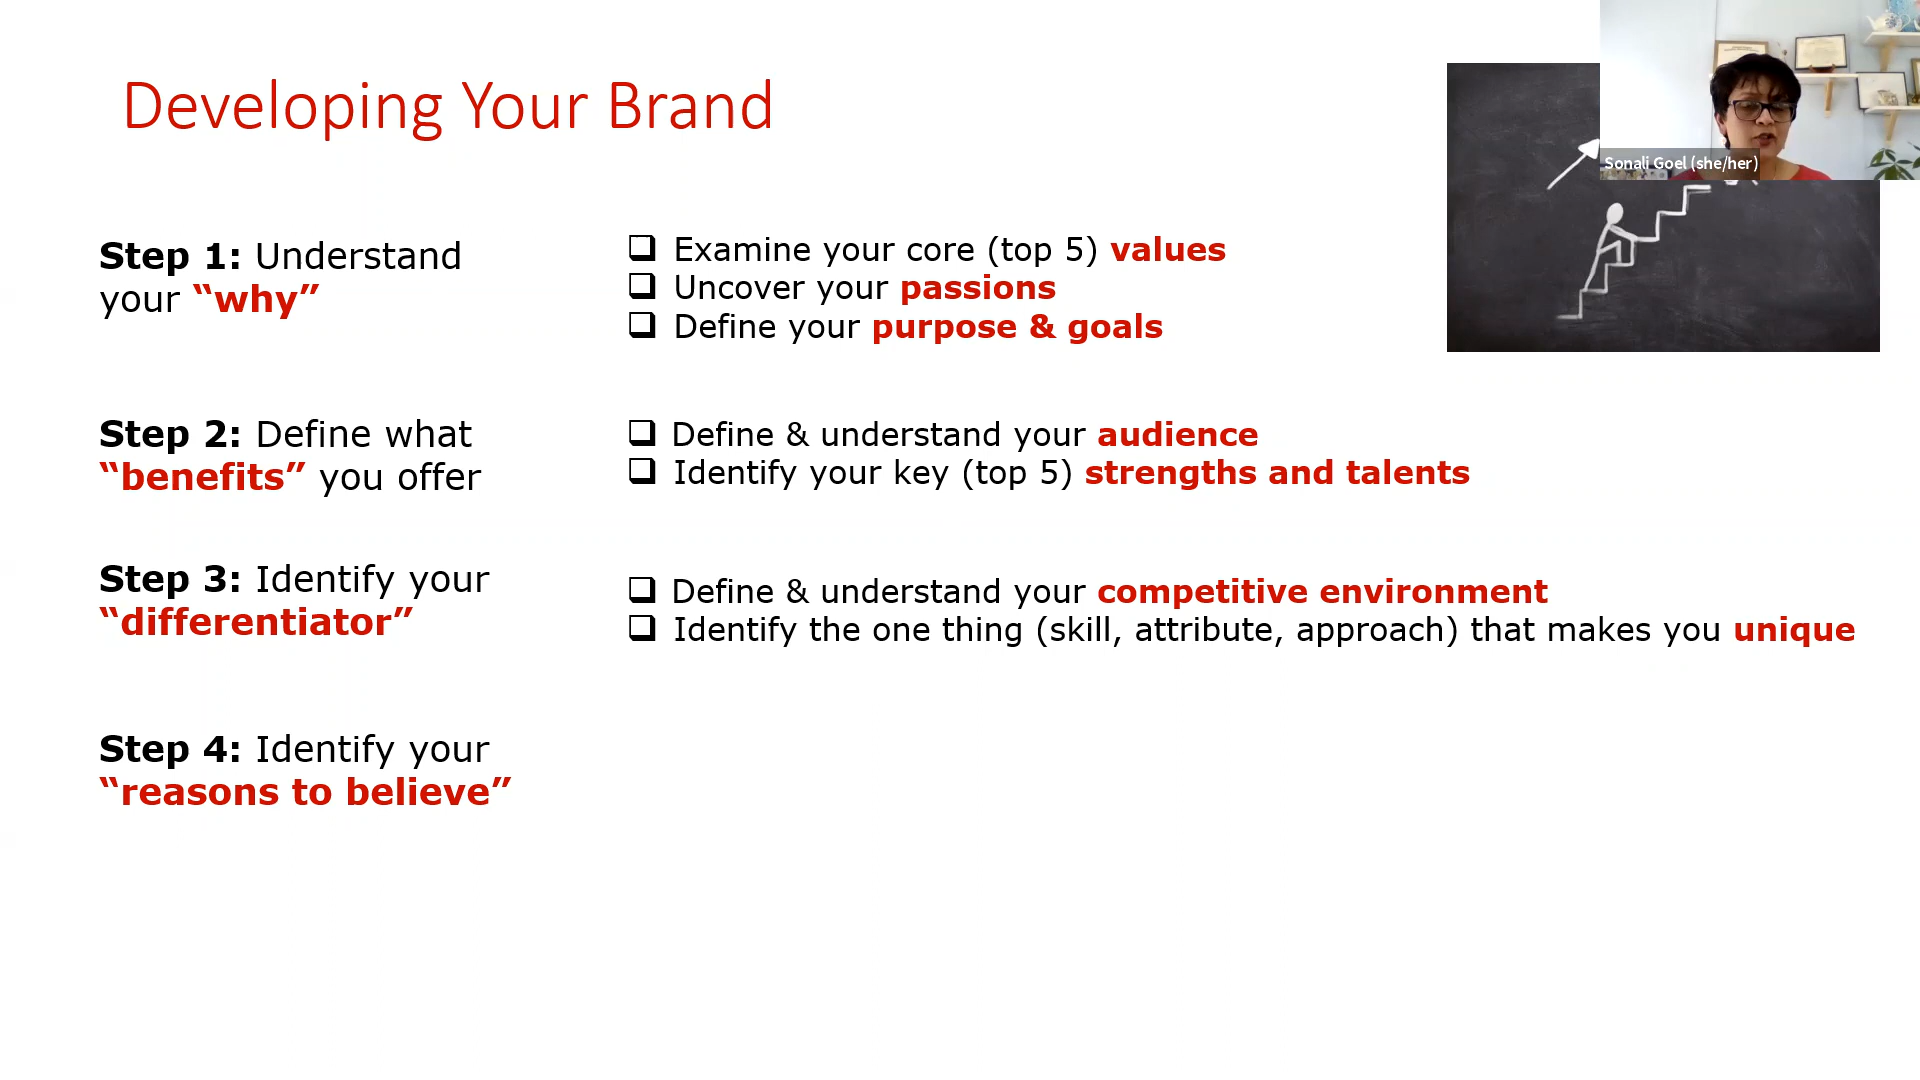 Developing Your Brand
Sonali Goel (she/her)
Step 1: Understand
your “why”
❑ Examine your core (top 5) values
❑ Uncover your passions
❑ Define your purpose & goals
Step 2: Define what
“benefits” you offer
❑ Define & understand your audience
❑ Identify your key (top 5) strengths and talents
Step 3: Identify your
“differentiator”
❑ Define & understand your competitive environment
❑ Identify the one thing (skill, attribute, approach) that makes you unique
Step 4: Identify your
“reasons to believe”